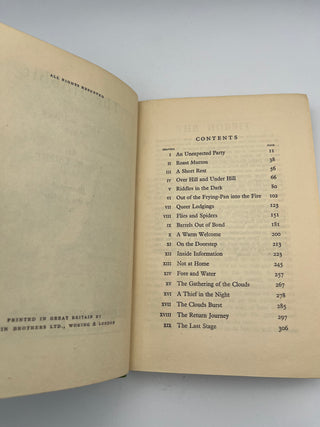 ALL RIGHTS RESERVED
PRINTED IN GREAT BRITAIN BY
BROTHERS LTD., WOKING & LONDON
CONTENTS
CHAPTER PAGE
I An Unexpected Party 11
II Roast Mutton 38
III A Short Rest 56
IV Over Hill and Under Hill 66
V Riddles in the Dark 80
VI Out of the Frying-Pan into the Fire 102
VII Queer Lodgings 123
VIII Flies and Spiders 151
IX Barrels Out of Bond 181
X A Warm Welcome 200
XI On the Doorstep 213
XII Inside Information 223
XIII Not at Home 245
XIV Fire and Water 257
XV The Gathering of the Clouds 267
XVI A Thief in the Night 278
XVII The Clouds Burst 285
XVIII The Return Journey 297
XIX The Last Stage 306